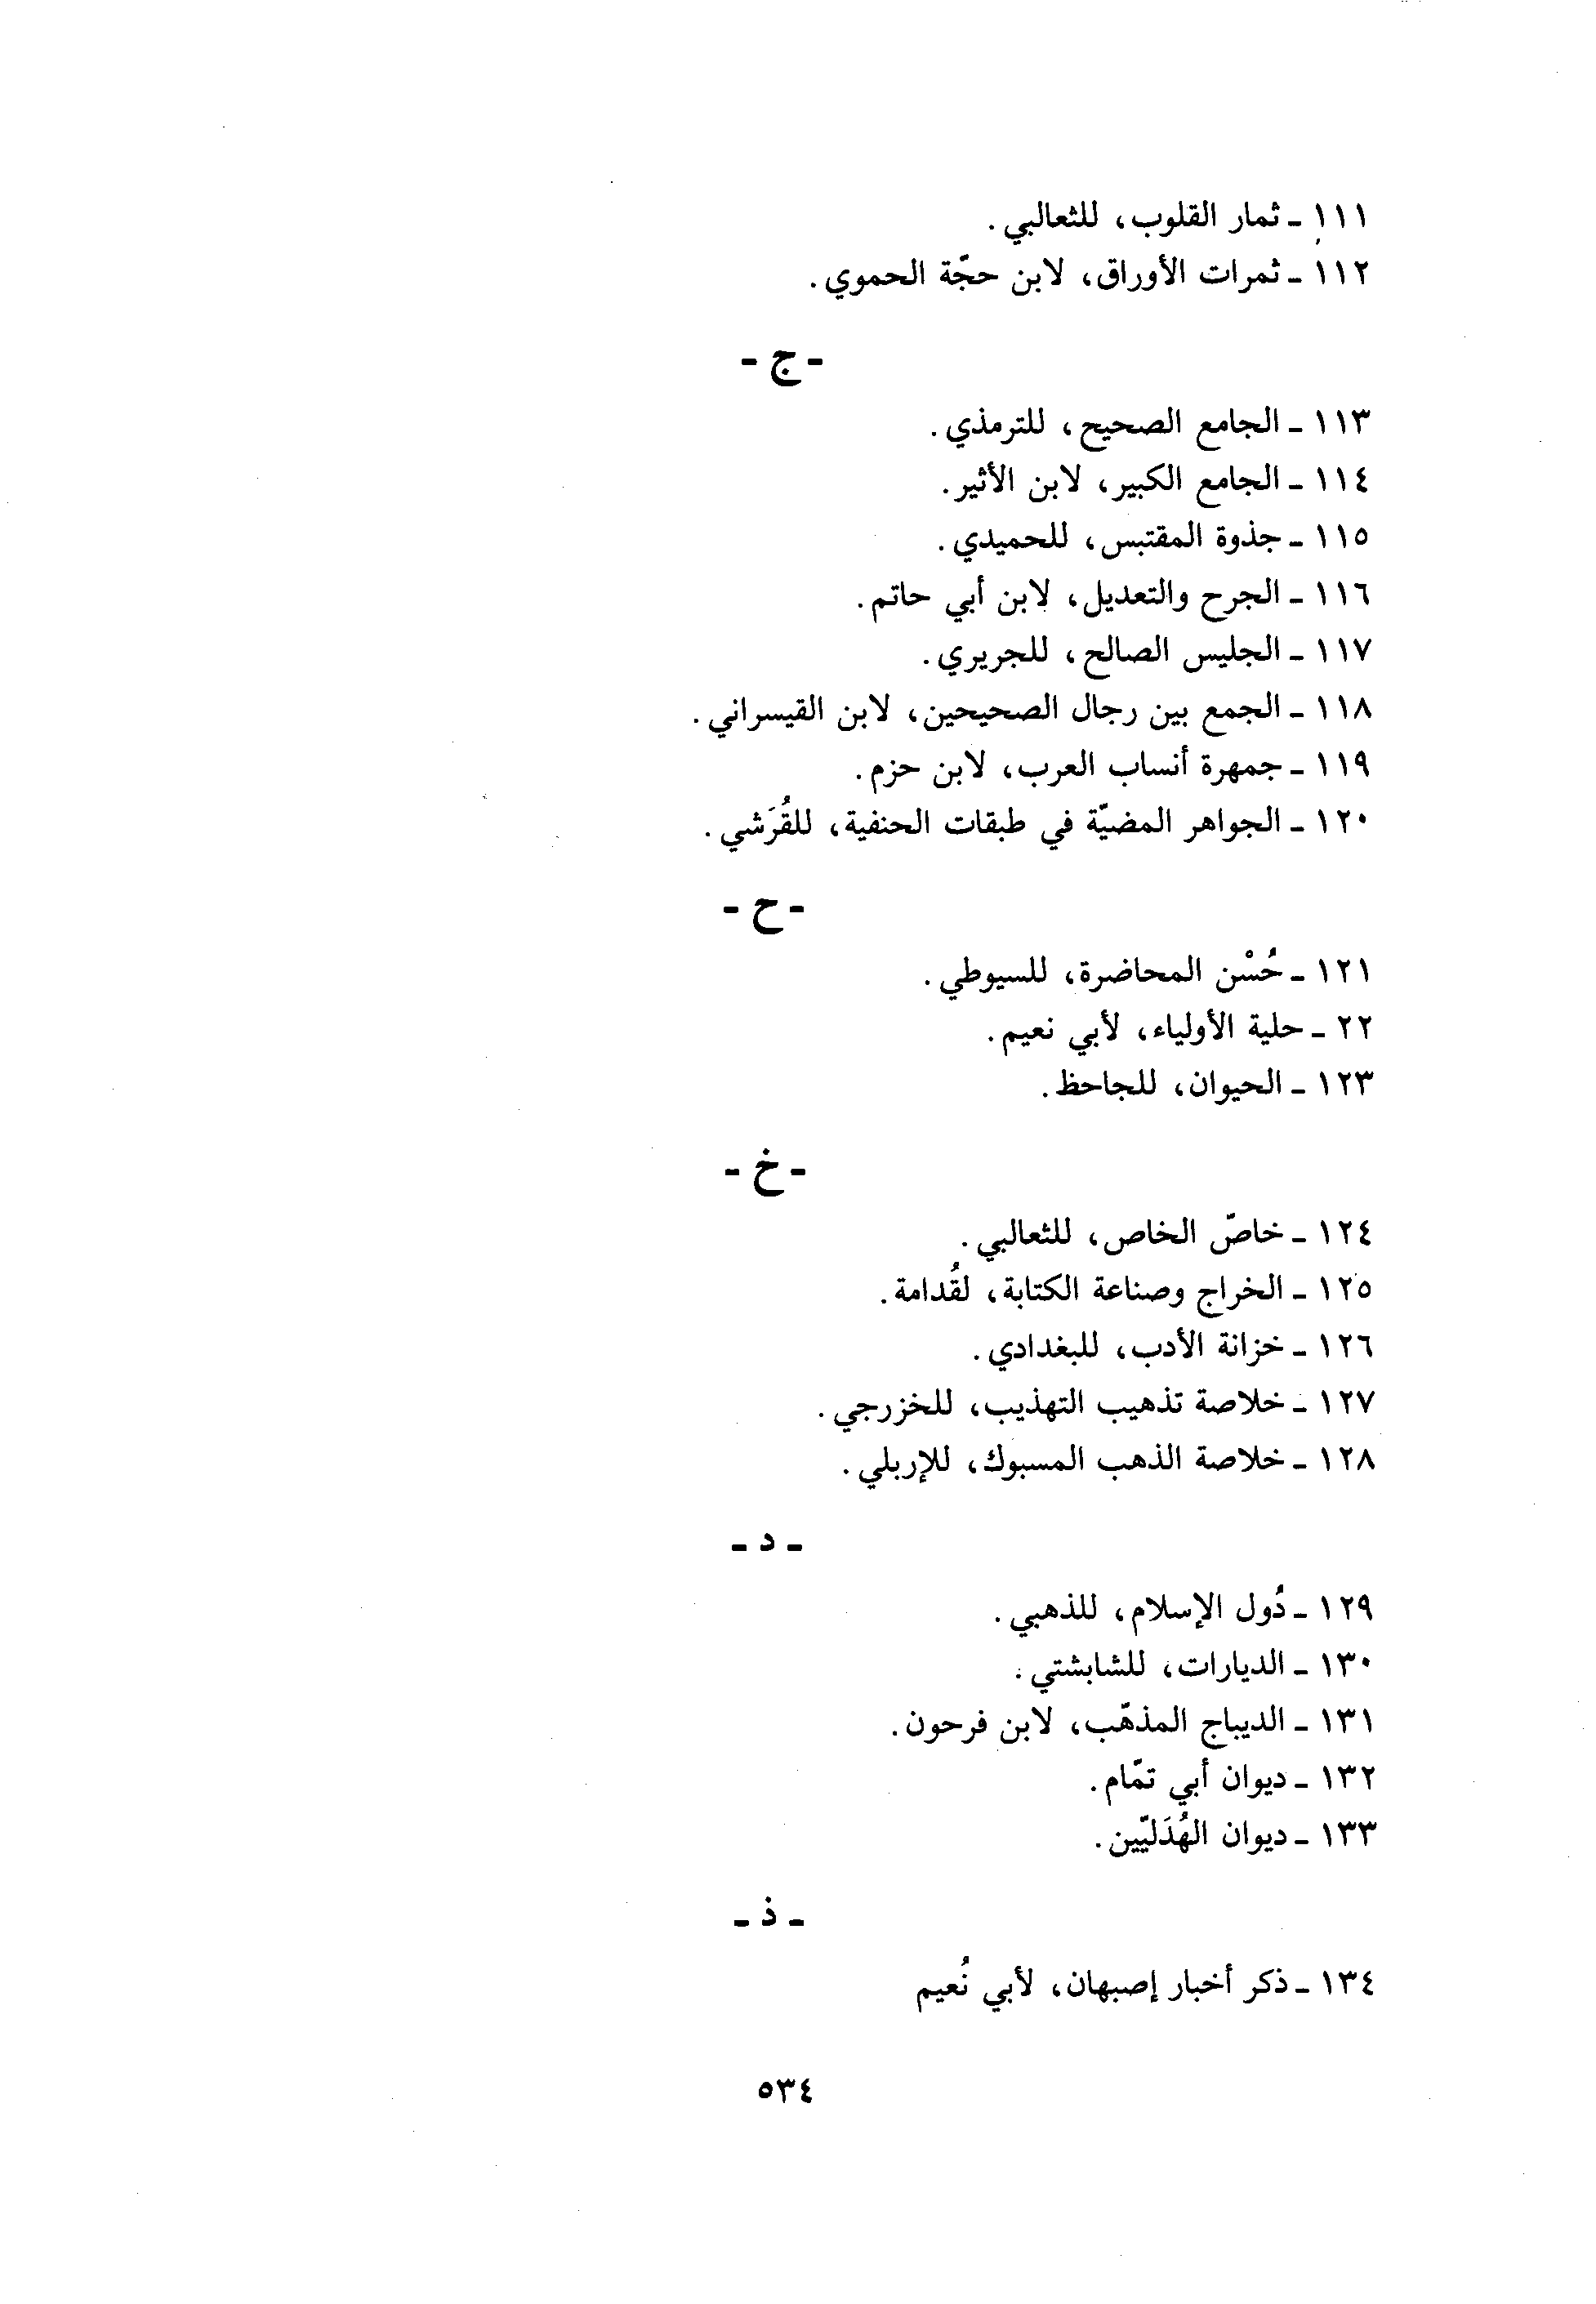 ١١١ ـ ثمار القلوب، للثعالبي.
١١٢ ـ ثمرات الأوراق، لابن حجّة الحموي.
- ج -
١١٣ ـ الجامع الصحيح، للترمذي.
١١٤ ـ الجامع الكبير، لابن الأثير.
١١٥ ـ جذوة المقتبس، للحميدي.
١١٦ ـ الجرح والتعديل، لابن أبي حاتم.
١١٧ ـ الجليس الصالح، للجريري.
١١٨ ـ الجمع بين رجال الصحيحين، لابن القيسراني.
١١٩ ـ جمهرة أنساب العرب، لابن حزم.
١٢٠ ـ الجواهر المضيّة في طبقات الحنفية، للقُرَشي.
- ح -
١٢١ ـ حُسْن المحاضرة، للسيوطي.
٢٢ ـ حلية الأولياء، لأبي نعيم.
١٢٣ ـ الحيوان، للجاحظ.
- خ -
١٢٤ ـ خاصّ الخاص، للثعالبي.
١٢٥ ـ الخراج وصناعة الكتابة، لقُدامة.
١٢٦ ـ خزانة الأدب، للبغدادي.
١٢٧ ـ خلاصة تذهيب التهذيب، للخزرجي.
١٢٨ ـ خلاصة الذهب المسبوك، للإربلي.
ـ د ـ
١٢٩ ـ دُول الإسلام، للذهبي.
١٣٠ ـ الديارات، للشابشتي.
١٣١ ـ الديباج المذهّب، لابن فرحون.
١٣٢ ـ ديوان أبي تمّام.
١٣٣ ـ ديوان الهُدَليّين.
ـ ذ ـ
١٣٤ ـ ذكر أخبار إصبهان، لأبي نُعيم
٥٣٤